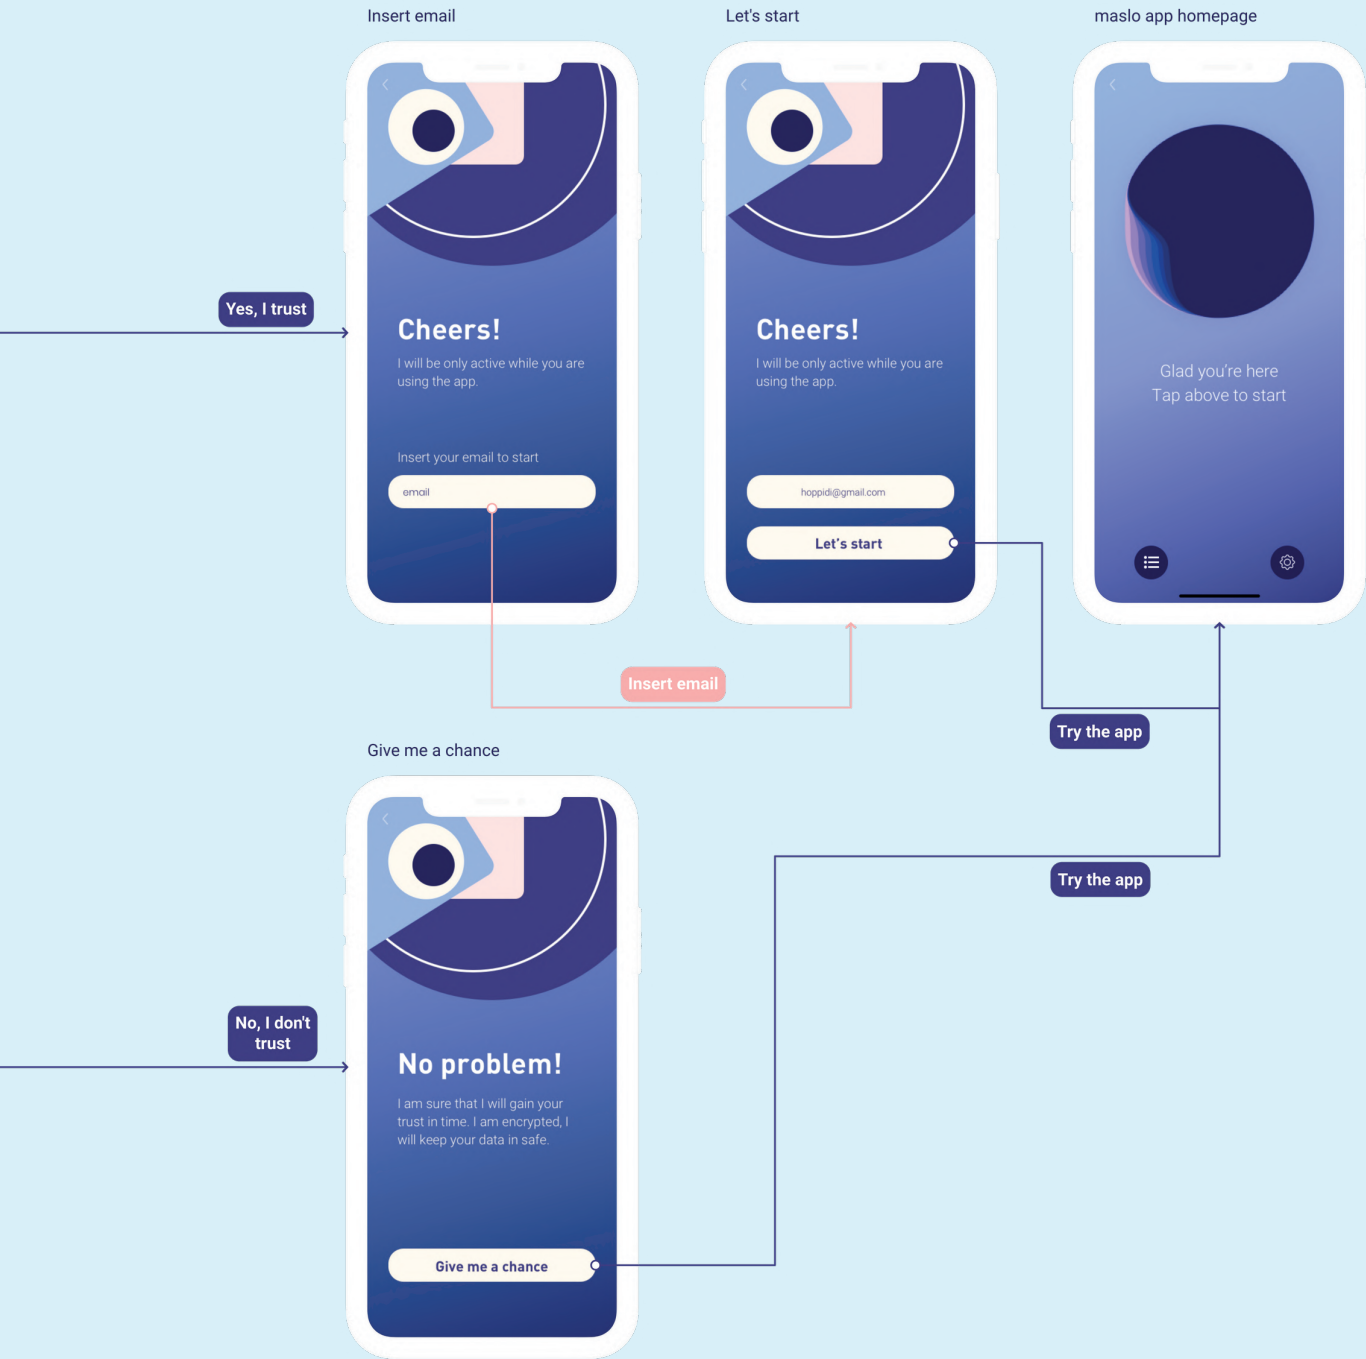 Insert email
Let's start
maslo app homepage
Yes, I trust
Cheers!
I will be only active while you are
using the app.
Insert your email to start
email
Cheers!
I will be only active while you are
using the app.
hoppidi@gmail.com
Let's start
Glad you're here
Tap above to start
Insert email
Try the app
Give me a chance
Try the app
No, I don't
trust
No problem!
I am sure that I will gain your
trust in time. I am encrypted, I
will keep your data in safe.
Give me a chance